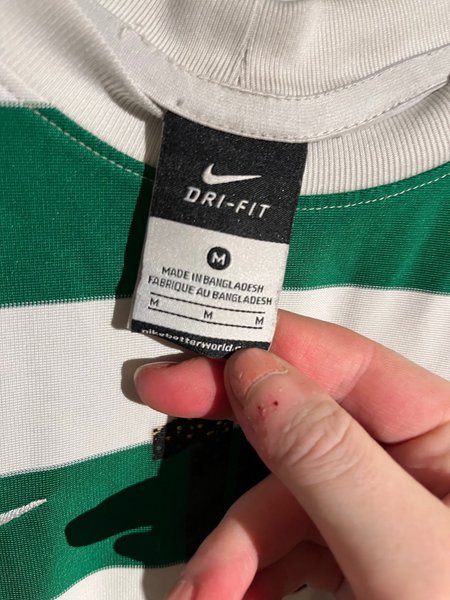 DRI-FIT
M
MADE IN BANGLADESH
FABRIQUE AU BANGLADESH
M M M